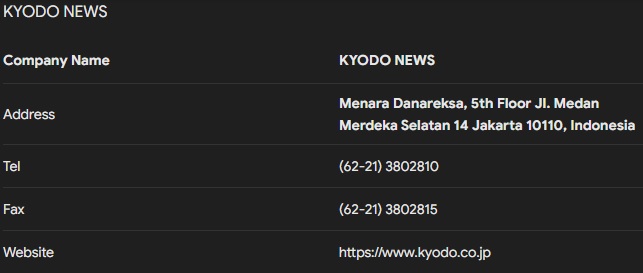 KYODO NEWS
Company Name KYODO NEWS
Address Menara Danareksa, 5th Floor Jl. Medan
Merdeka Selatan 14 Jakarta 10110, Indonesia
Tel (62-21) 3802810
Fax (62-21) 3802815
Website https://www.kyodo.co.jp